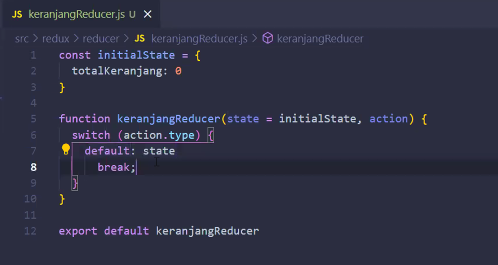 JS keranjangReducer.js U ×
src > redux > reducer > JS keranjangReducer.js > keranjangReducer
1 const initialState = {
2 totalKeranjang: 0
3 }
4
5 function keranjangReducer(state = initialState, action) {
6 switch (action.type) {
7 default: state
8 break;
9 }
10 }
11
12 export default keranjangReducer